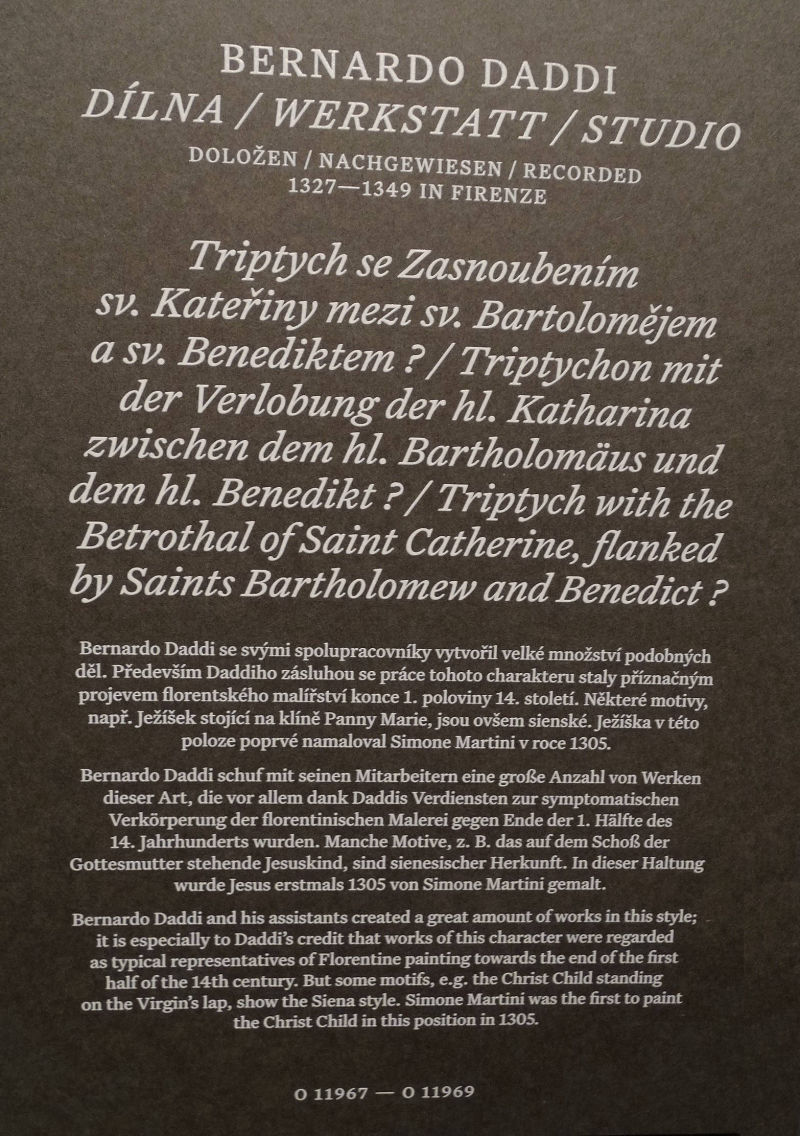 BERNARDO DADDI
DÍLNA / WERKSTATT / STUDIO
DOLOŽEN / NACHGEWIESEN / RECORDED
1327—1349 IN FIRENZE
Triptych se Zasnoubením
sv. Kateřiny mezi sv. Bartolomějem
a sv. Benediktem ? / Triptychon mit
der Verlobung der hl. Katharina
zwischen dem hl. Bartholomäus und
dem hl. Benedikt ? / Triptych with the
Betrothal of Saint Catherine, flanked
by Saints Bartholomew and Benedict ?
Bernardo Daddi se svými spolupracovníky vytvořil velké množství podobných
děl. Především Daddiho zásluhou se práce tohoto charakteru staly příznačným
projevem florentského malířství konce 1. poloviny 14. století. Některé motivy,
např. Ježíšek stojící na klíně Panny Marie, jsou ovšem sienské. Ježíška v této
poloze poprvé namaloval Simone Martini v roce 1305.
Bernardo Daddi schuf mit seinen Mitarbeitern eine große Anzahl von Werken
dieser Art, die vor allem dank Daddis Verdiensten zur symptomatischen
Verkörperung der florentinischen Malerei gegen Ende der 1. Hälfte des
14. Jahrhunderts wurden. Manche Motive, z. B. das auf dem Schoß der
Gottesmutter stehende Jesuskind, sind sienesischer Herkunft. In dieser Haltung
wurde Jesus erstmals 1305 von Simone Martini gemalt.
Bernardo Daddi and his assistants created a great amount of works in this style;
it is especially to Daddi's credit that works of this character were regarded
as typical representatives of Florentine painting towards the end of the first
half of the 14th century. But some motifs, e.g. the Christ Child standing
on the Virgin's lap, show the Siena style. Simone Martini was the first to paint
the Christ Child in this position in 1305.
O 11967 — O 11969